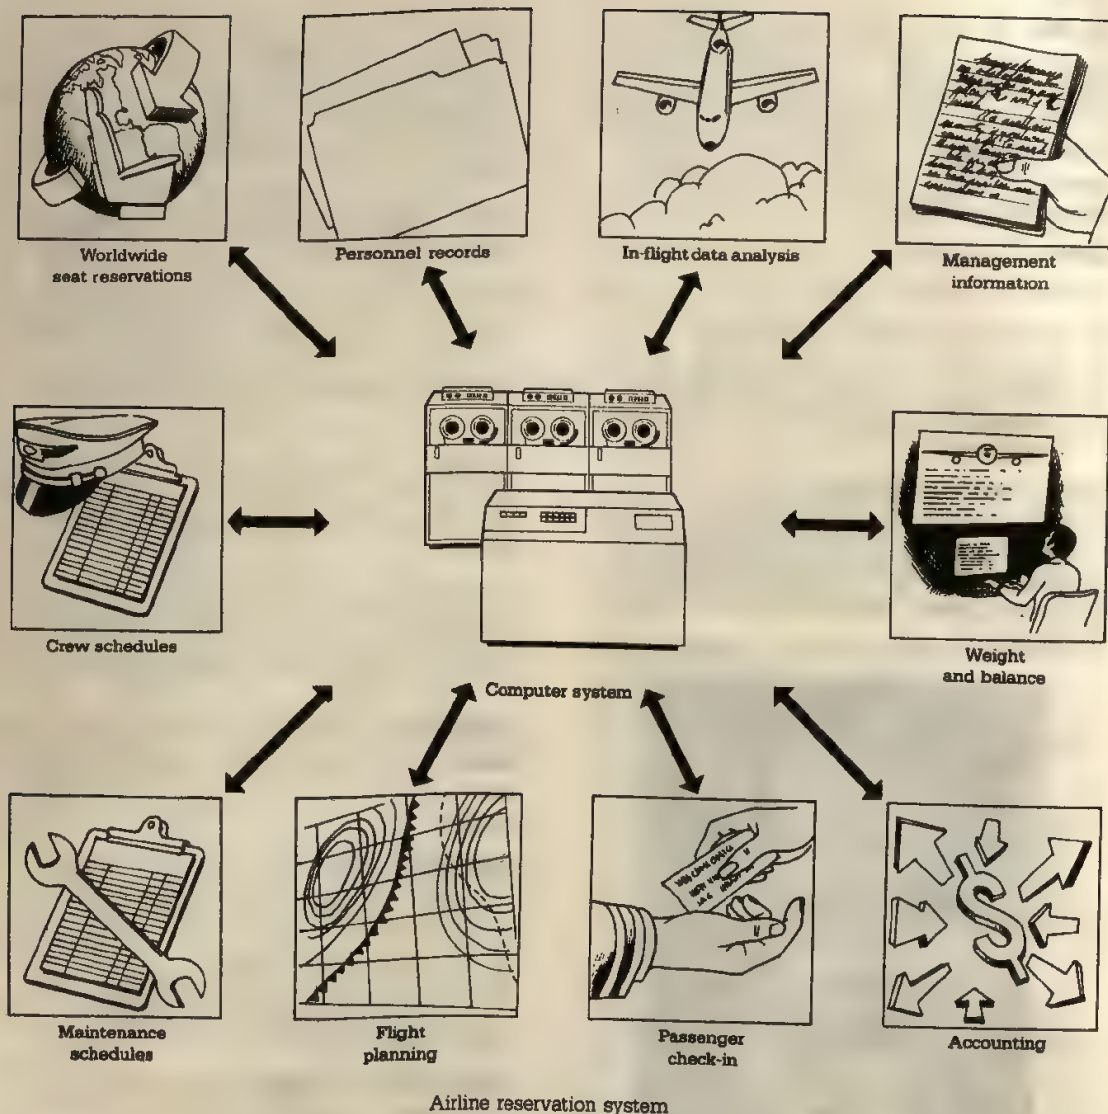 Worldwide
seat reservations
Personnel records
In-flight data analysis
Management
information
Crew schedules
Computer system
Weight
and balance
Maintenance
schedules
Flight
planning
Passenger
check-in
Accounting
Airline reservation system